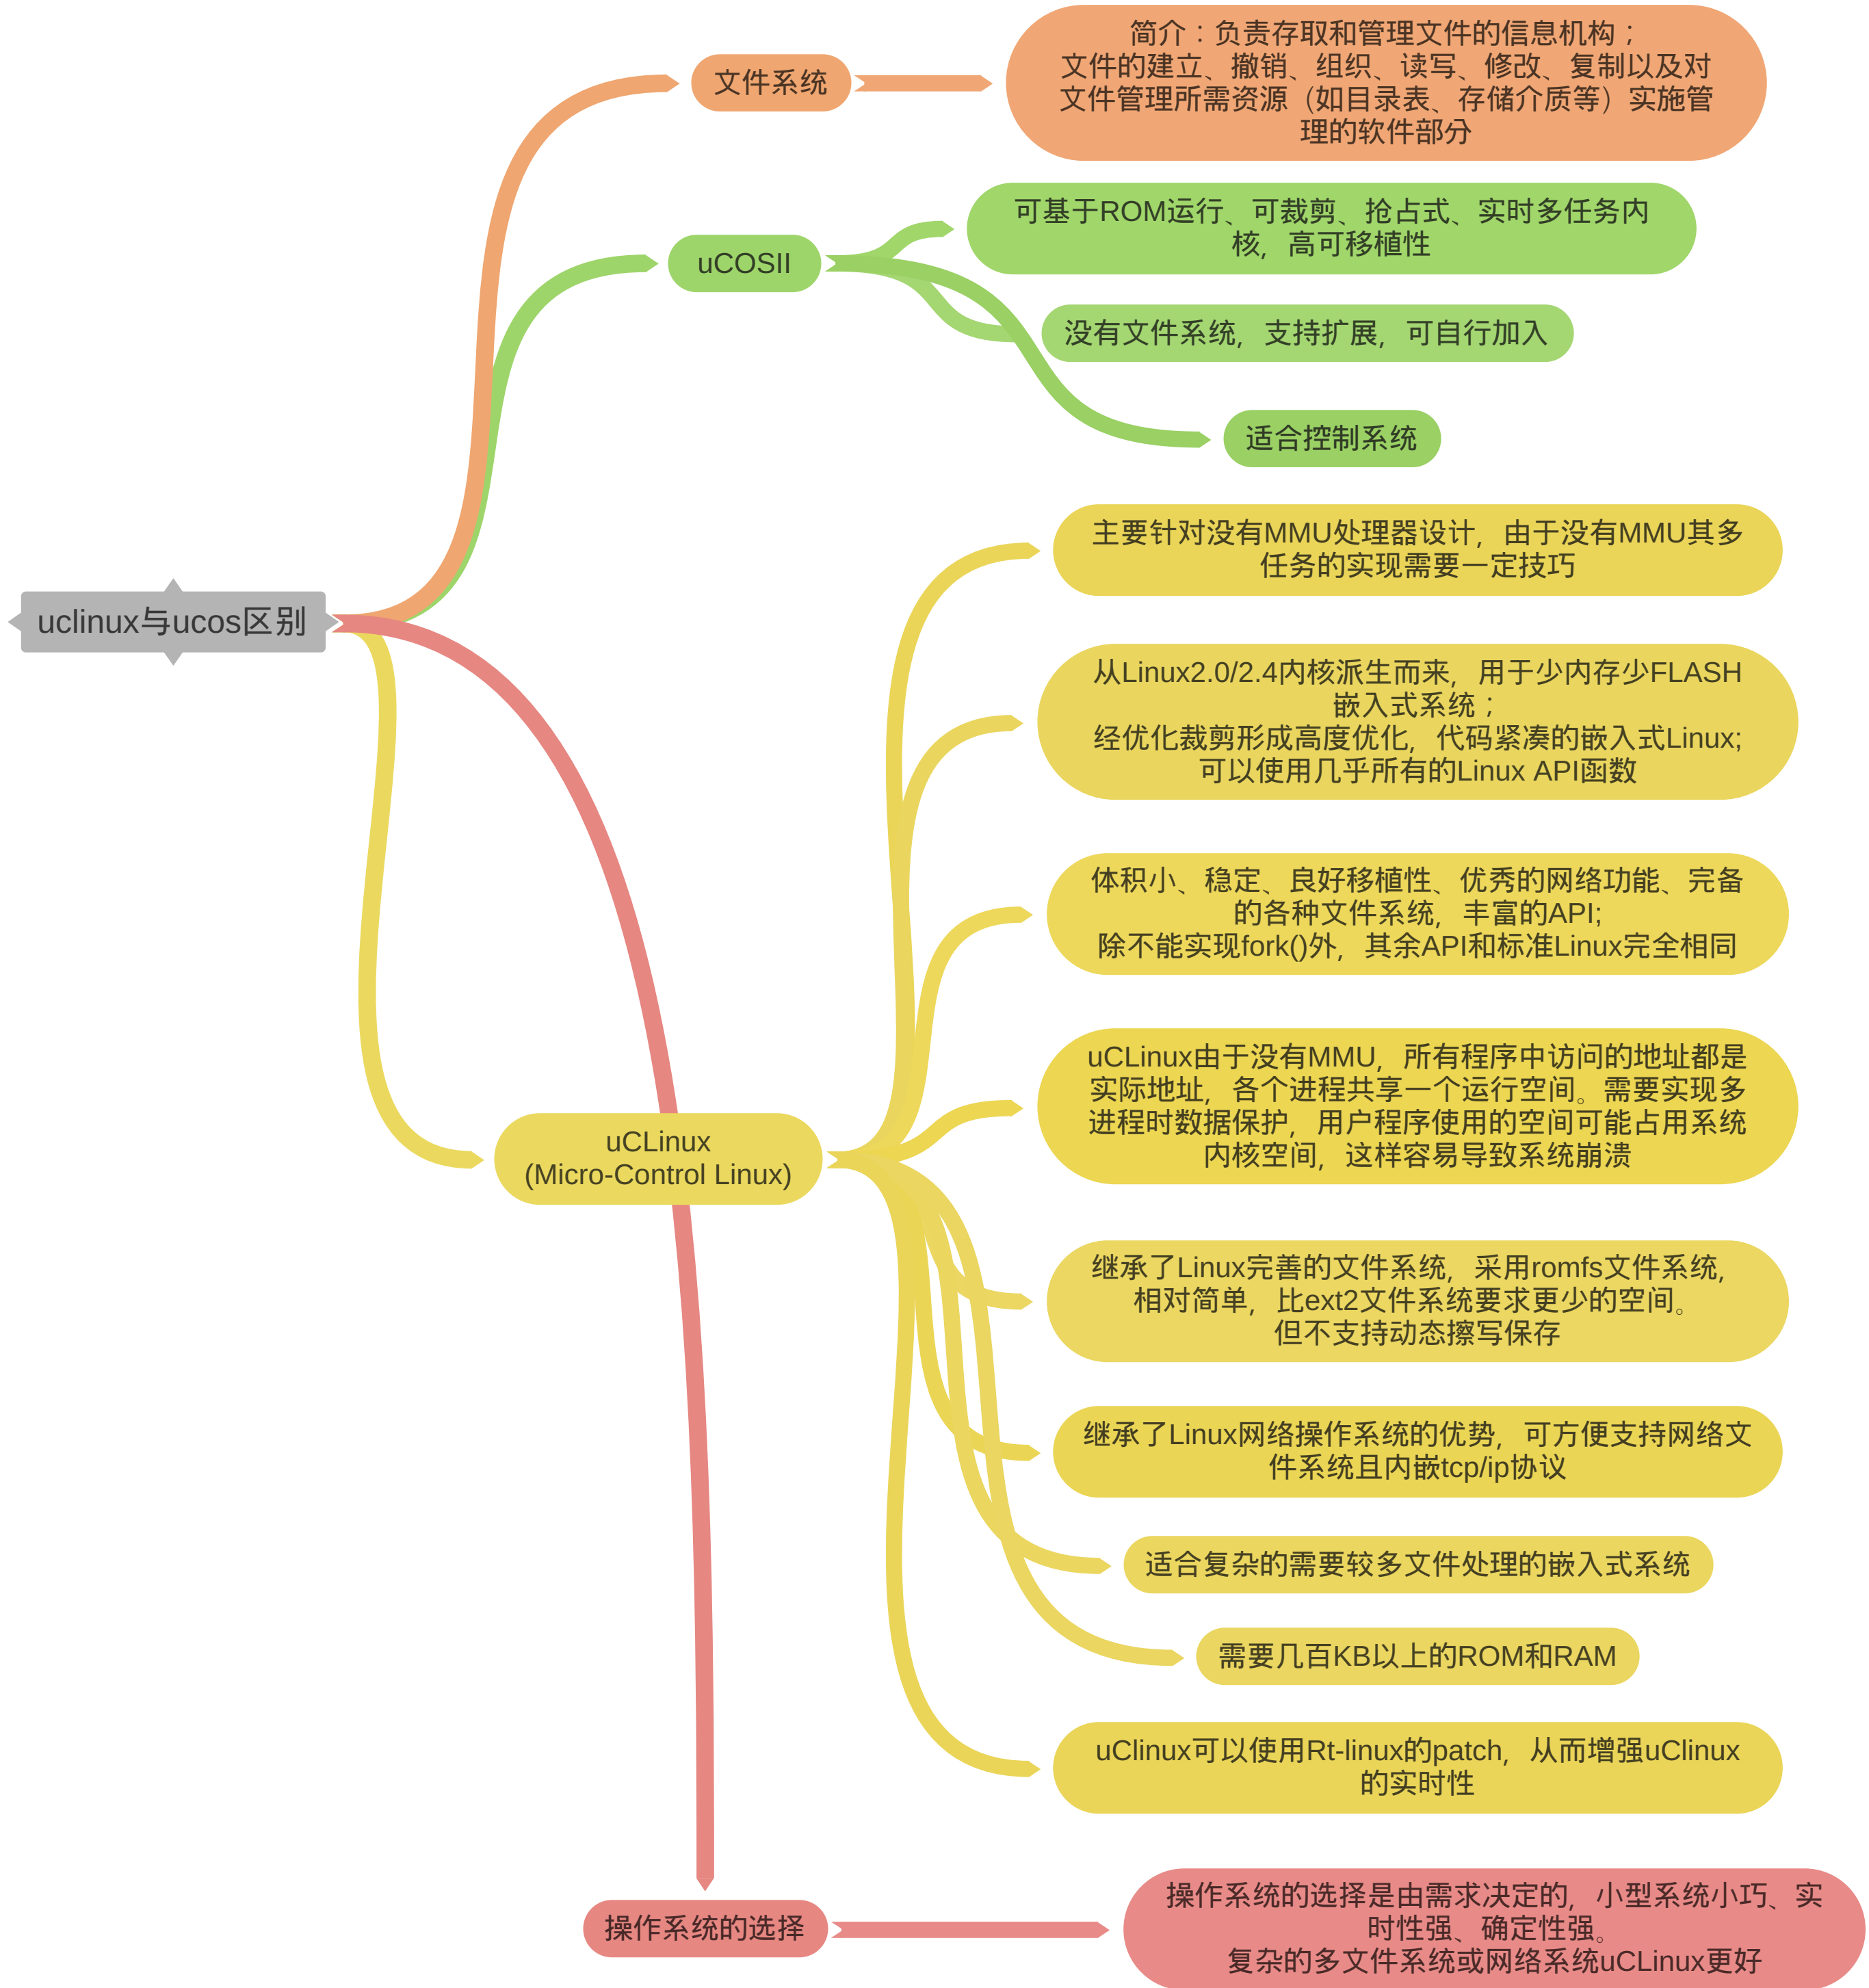 uclinux与ucos区别
文件系统
简介：负责存取和管理文件的信息机构；
文件的建立、撤销、组织、读写、修改、复制以及对
文件管理所需资源（如目录表、存储介质等）实施管
理的软件部分
uCOSII
可基于ROM运行、可裁剪、抢占式、实时多任务内
核，高可移植性
没有文件系统，支持扩展，可自行加入
适合控制系统
uCLinux
(Micro-Control Linux)
主要针对没有MMU处理器设计，由于没有MMU其多
任务的实现需要一定技巧
从Linux2.0/2.4内核派生而来，用于少内存少FLASH
嵌入式系统；
经优化裁剪形成高度优化，代码紧凑的嵌入式Linux;
可以使用几乎所有的Linux API函数
体积小、稳定、良好移植性、优秀的网络功能、完备
的各种文件系统，丰富的API;
除不能实现fork()外，其余API和标准Linux完全相同
uCLinux由于没有MMU，所有程序中访问的地址都是
实际地址，各个进程共享一个运行空间。需要实现多
进程时数据保护，用户程序使用的空间可能占用系统
内核空间，这样容易导致系统崩溃
继承了Linux完善的文件系统，采用romfs文件系统，
相对简单，比ext2文件系统要求更少的空间。
但不支持动态擦写保存
继承了Linux网络操作系统的优势，可方便支持网络文
件系统且内嵌tcp/ip协议
适合复杂的需要较多文件处理的嵌入式系统
需要几百KB以上的ROM和RAM
uClinux可以使用Rt-linux的patch，从而增强uClinux
的实时性
操作系统的选择
操作系统的选择是由需求决定的，小型系统小巧、实
时性强、确定性强。
复杂的多文件系统或网络系统uCLinux更好